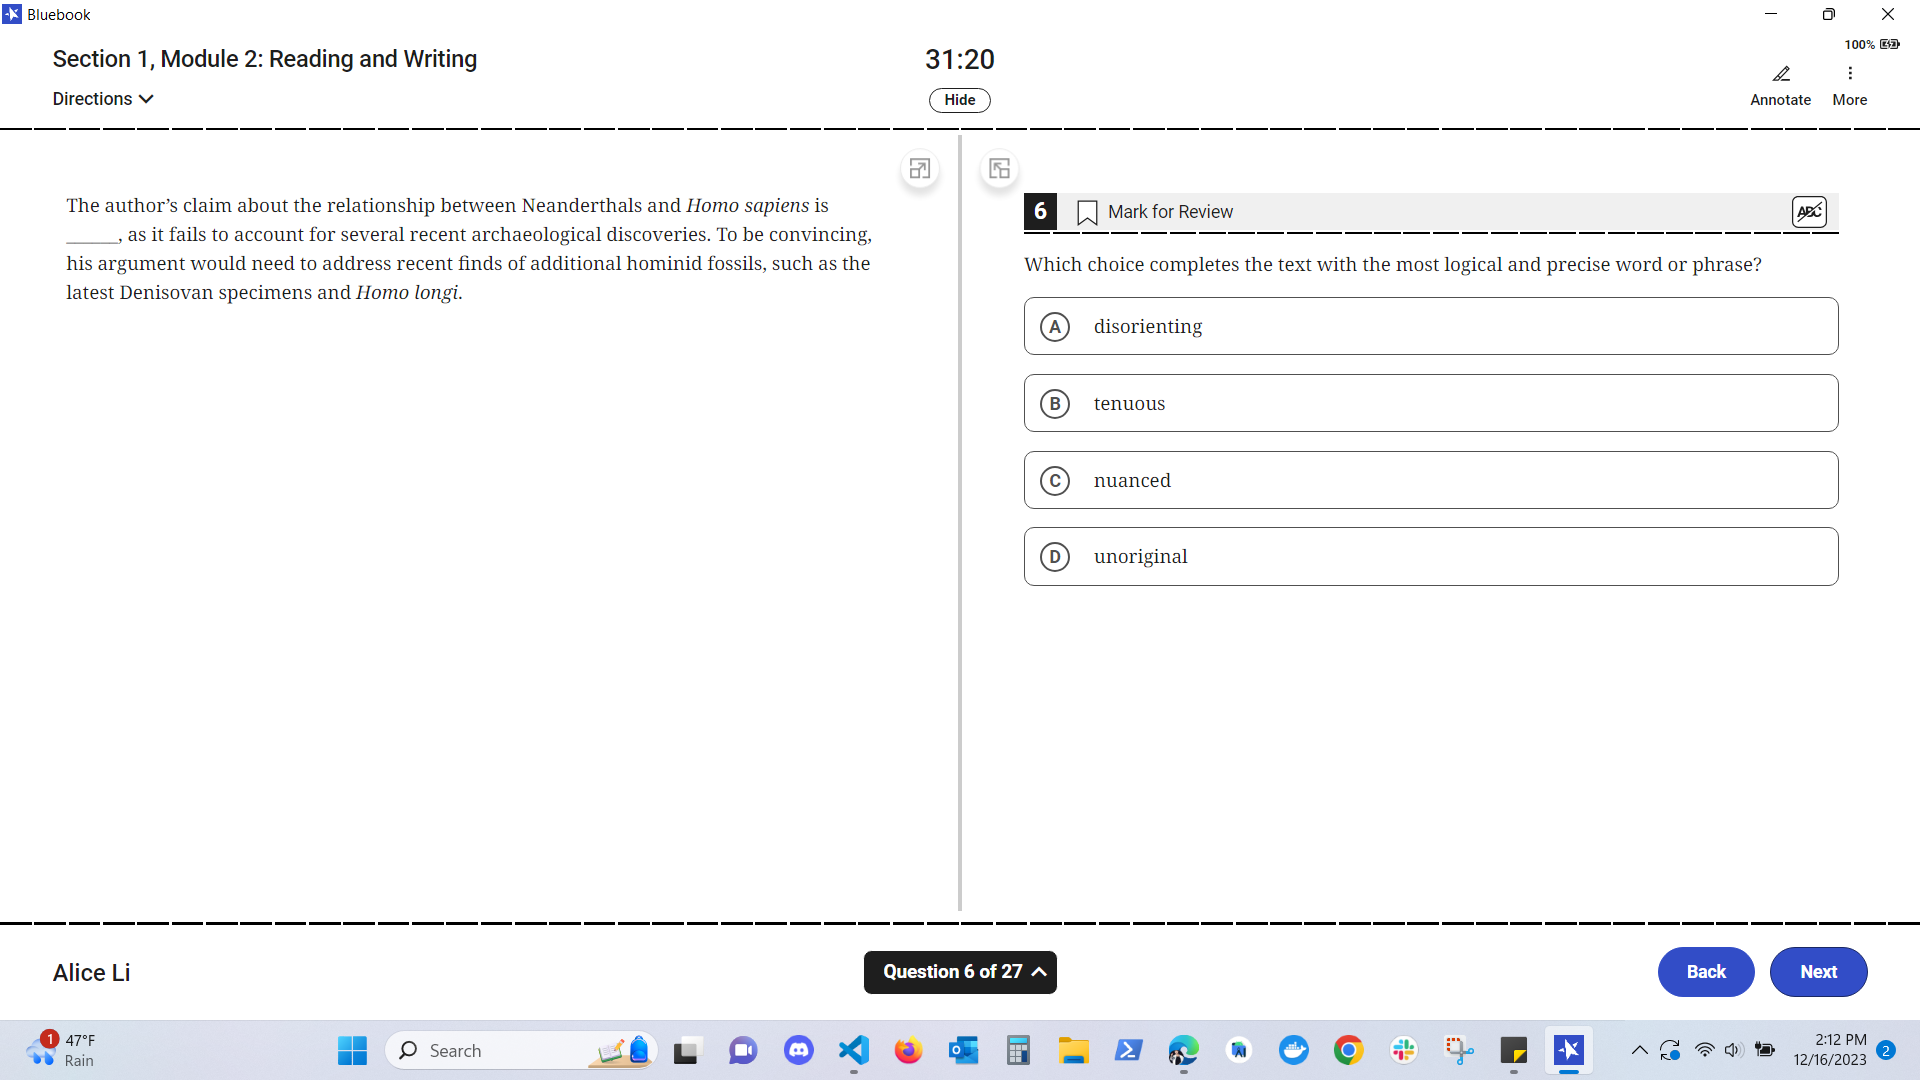 Bluebook
Section 1, Module 2: Reading and Writing
31:20
100%
Directions
Hide
Annotate
More
The author’s claim about the relationship between Neanderthals and Homo sapiens is
______, as it fails to account for several recent archaeological discoveries. To be convincing,
his argument would need to address recent finds of additional hominid fossils, such as the
latest Denisovan specimens and Homo longi.
6
Mark for Review
ABC
Which choice completes the text with the most logical and precise word or phrase?
A disorienting
B tenuous
C nuanced
D unoriginal
Alice Li
Question 6 of 27
Back
Next
1
47°F
Rain
Search
2:12 PM
12/16/2023
2